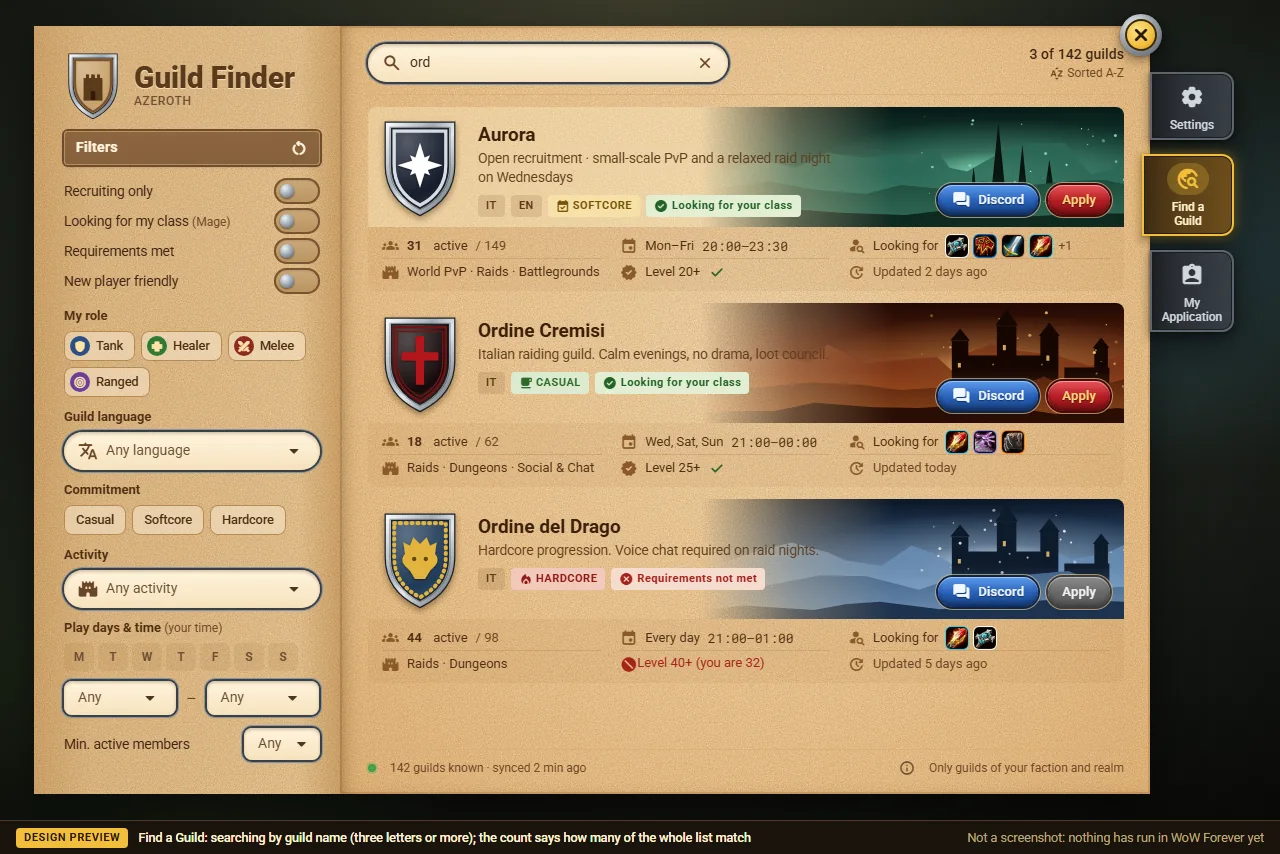 Guild Finder
AZEROTH
Filters
Recruiting only
Looking for my class (Mage)
Requirements met
New player friendly
My role
Tank
Healer
Melee
Ranged
Guild language
Any language
Commitment
Casual
Softcore
Hardcore
Activity
Any activity
Play days & time (your time)
M T W T F S S
Any – Any
Min. active members Any
ord
3 of 142 guilds
AZ Sorted A-Z
Aurora
Open recruitment · small-scale PvP and a relaxed raid night
on Wednesdays
IT EN SOFTCORE Looking for your class
Discord Apply
31 active / 149 Mon–Fri 20:00–23:30 Looking for +1
World PvP · Raids · Battlegrounds Level 20+ Updated 2 days ago
Ordine Cremisi
Italian raiding guild. Calm evenings, no drama, loot council.
IT CASUAL Looking for your class
Discord Apply
18 active / 62 Wed, Sat, Sun 21:00–00:00 Looking for
Raids · Dungeons · Social & Chat Level 25+ Updated today
Ordine del Drago
Hardcore progression. Voice chat required on raid nights.
IT HARDCORE Requirements not met
Discord Apply
44 active / 98 Every day 21:00–01:00 Looking for
Raids · Dungeons Level 40+ (you are 32) Updated 5 days ago
142 guilds known · synced 2 min ago
Only guilds of your faction and realm
Settings
Find a
Guild
My
Application
DESIGN PREVIEW Find a Guild: searching by guild name (three letters or more); the count says how many of the whole list match
Not a screenshot: nothing has run in WoW Forever yet